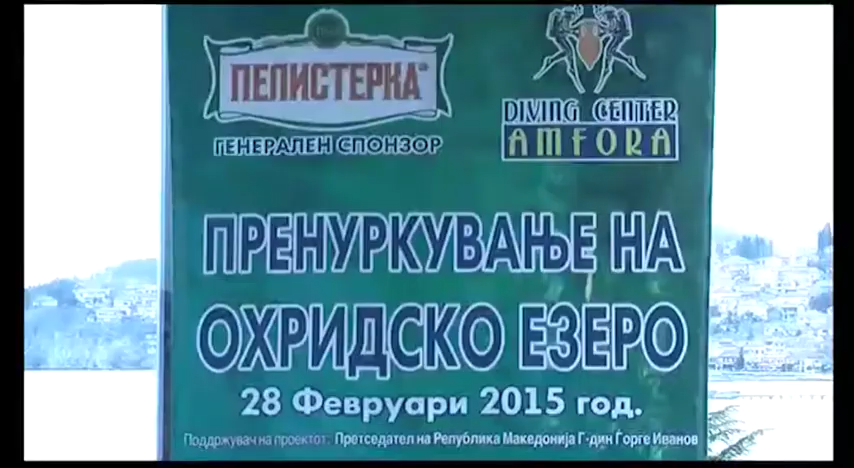 ПЕЛИСТЕРКА
ГЕНЕРАЛЕН СПОНЗОР
DIVING CENTER
AMFORA
ПРЕНУРКУВАЊЕ НА
ОХРИДСКО ЕЗЕРО
28 Февруари 2015 год.
Поддржувач на проектот: Претседател на Република Македонија Г-дин Ѓорге Иванов